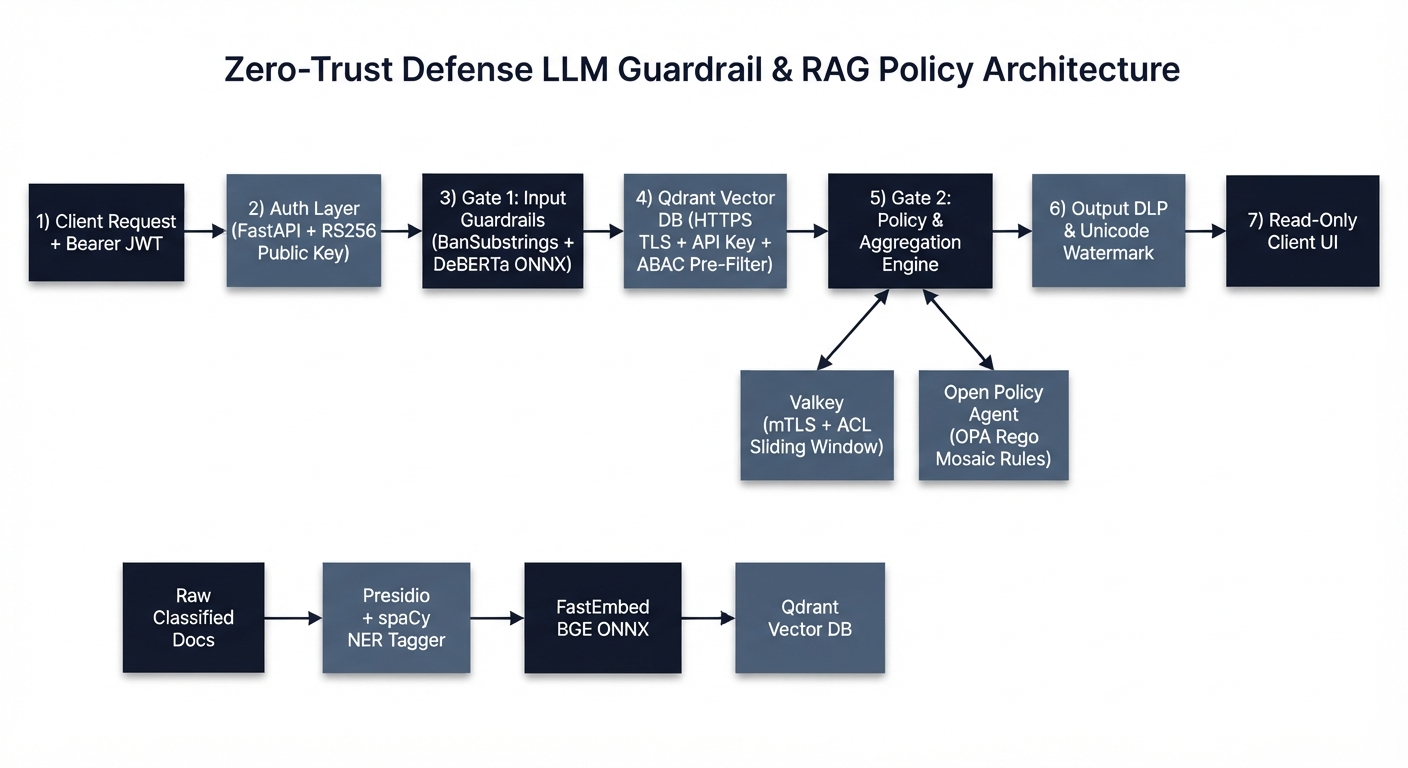 Zero-Trust Defense LLM Guardrail & RAG Policy Architecture
1) Client Request
+ Bearer JWT
2) Auth Layer
(FastAPI + RS256
Public Key)
3) Gate 1: Input
Guardrails
(BanSubstrings +
DeBERTa ONNX)
4) Qdrant Vector
DB (HTTPS
TLS + API Key +
ABAC Pre-Filter)
5) Gate 2:
Policy &
Aggregation
Engine
6) Output DLP
& Unicode
Watermark
7) Read-Only
Client UI
Valkey
(mTLS + ACL
Sliding Window)
Open Policy
Agent
(OPA Rego
Mosaic Rules)
Raw
Classified
Docs
Presidio
+ spaCy
NER Tagger
FastEmbed
BGE ONNX
Qdrant
Vector DB